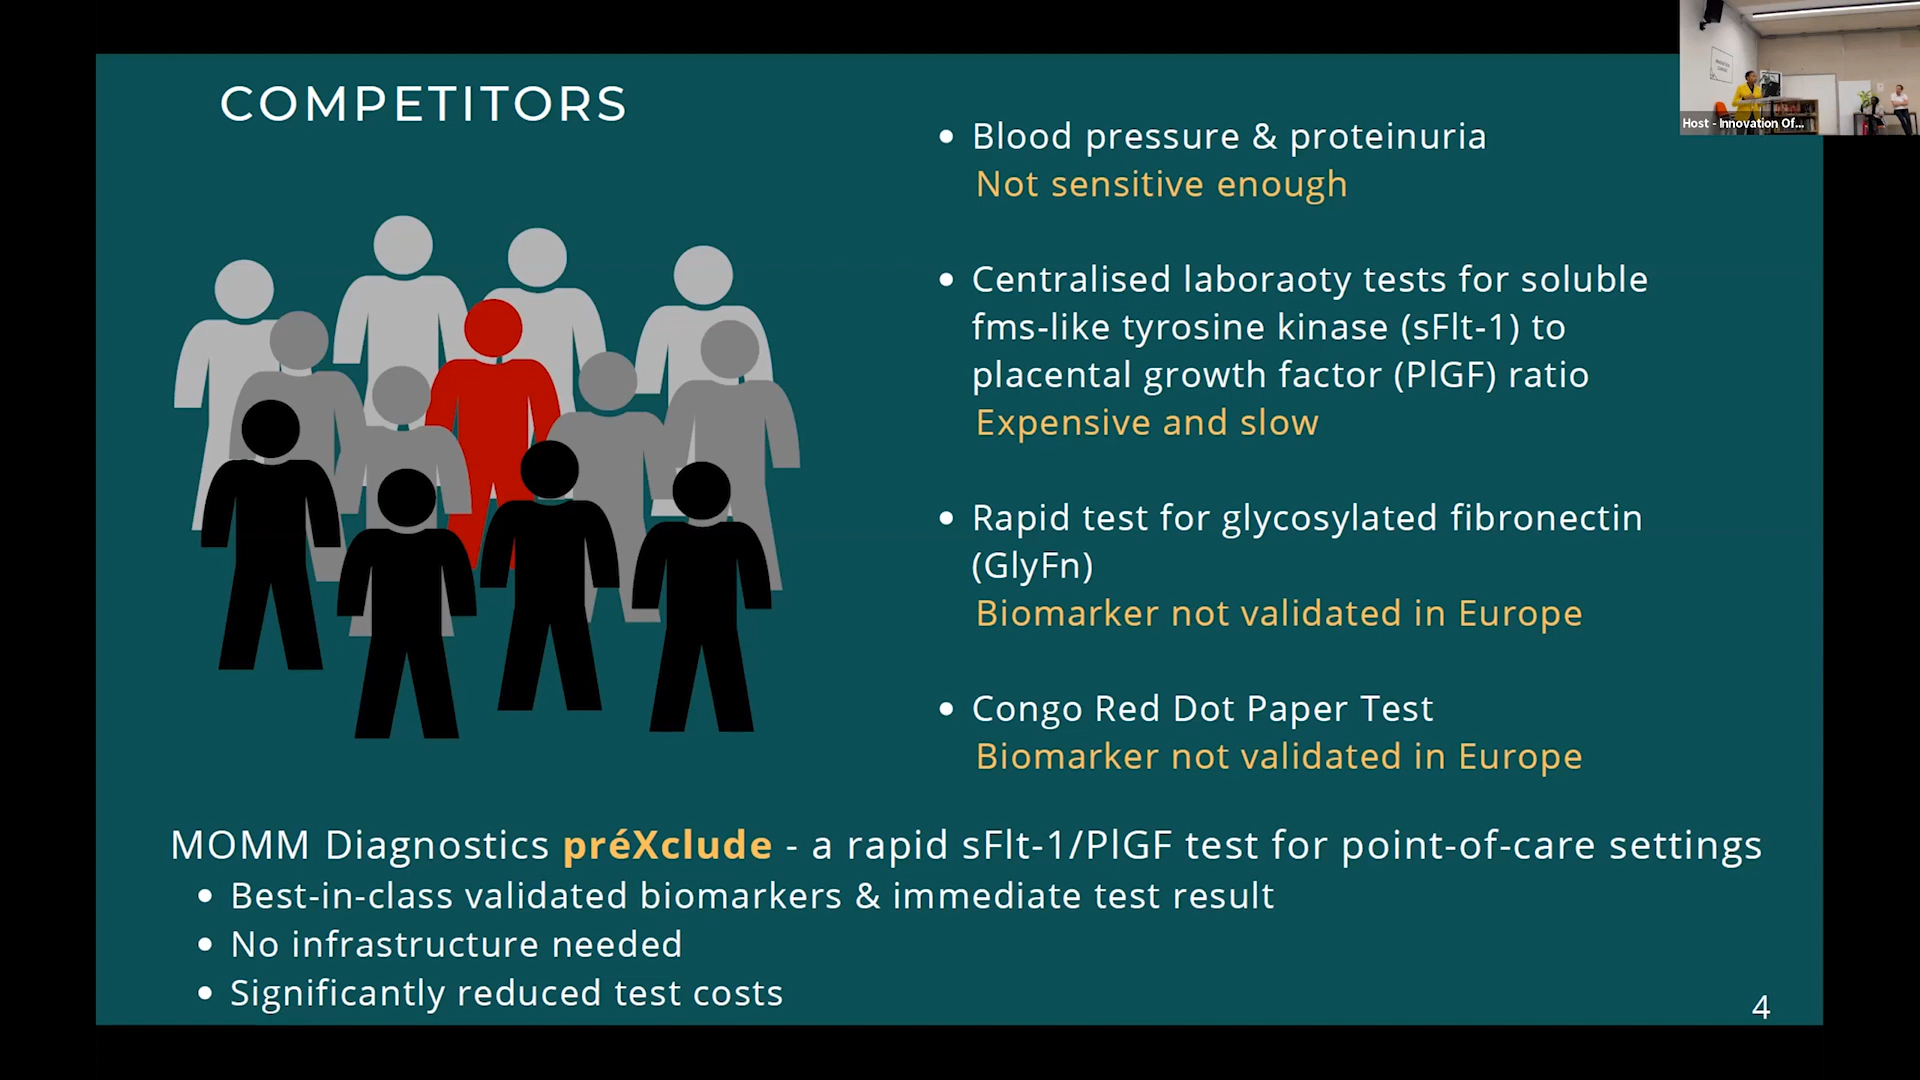 COMPETITORS
Host - Innovation Of...
• Blood pressure & proteinuria
Not sensitive enough
• Centralised laboraoty tests for soluble
fms-like tyrosine kinase (sFlt-1) to
placental growth factor (PlGF) ratio
Expensive and slow
• Rapid test for glycosylated fibronectin
(GlyFn)
Biomarker not validated in Europe
• Congo Red Dot Paper Test
Biomarker not validated in Europe
MOMM Diagnostics préXclude - a rapid sFlt-1/PlGF test for point-of-care settings
• Best-in-class validated biomarkers & immediate test result
• No infrastructure needed
• Significantly reduced test costs
4